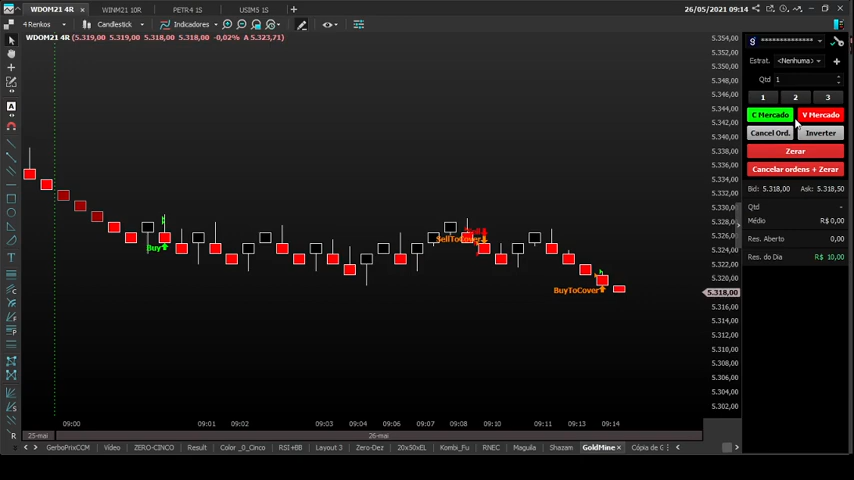 WDOM21 4R × WINM21 10R PETR4 1S USIM5 1S + 26/05/2021 09:14
4 Renkos Candlestick Indicadores
WDOM21 4R (5.319,00 5.319,00 5.318,00 5.318,00 -0,02% A 5.323,71)
5.354,00
5.352,00
5.350,00
5.348,00
5.346,00
5.344,00
5.342,00
5.340,00
5.338,00
5.336,00
5.334,00
5.332,00
5.330,00
5.328,00
5.326,00
5.324,00
5.322,00
5.320,00
5.318,00
5.316,00
5.314,00
5.312,00
5.310,00
5.308,00
5.306,00
5.304,00
5.302,00
Buy
SellToCover
BuyToCover
09:00 09:01 09:02 09:03 09:04 09:06 09:07 09:08 09:10 09:11 09:13 09:14
25-mai 26-mai
GerboPrixCCM Vídeo ZERO-CINCO Result Color _0_Cinco RSI+BB Layout 3 Zero-Dez 20x50xEL Kombi_Fu RNEC Maguila Shazam GoldMine × Cópia de G
***************
Estrat. <Nenhuma> +
Qtd 1
1 2 3
C Mercado V Mercado
Cancel Ord. Inverter
Zerar
Cancelar ordens + Zerar
Bid: 5.318,00 Ask: 5.318,50
Qtd -
Médio R$ 0,00
Res. Aberto 0,00
Res. do Dia R$ 10,00